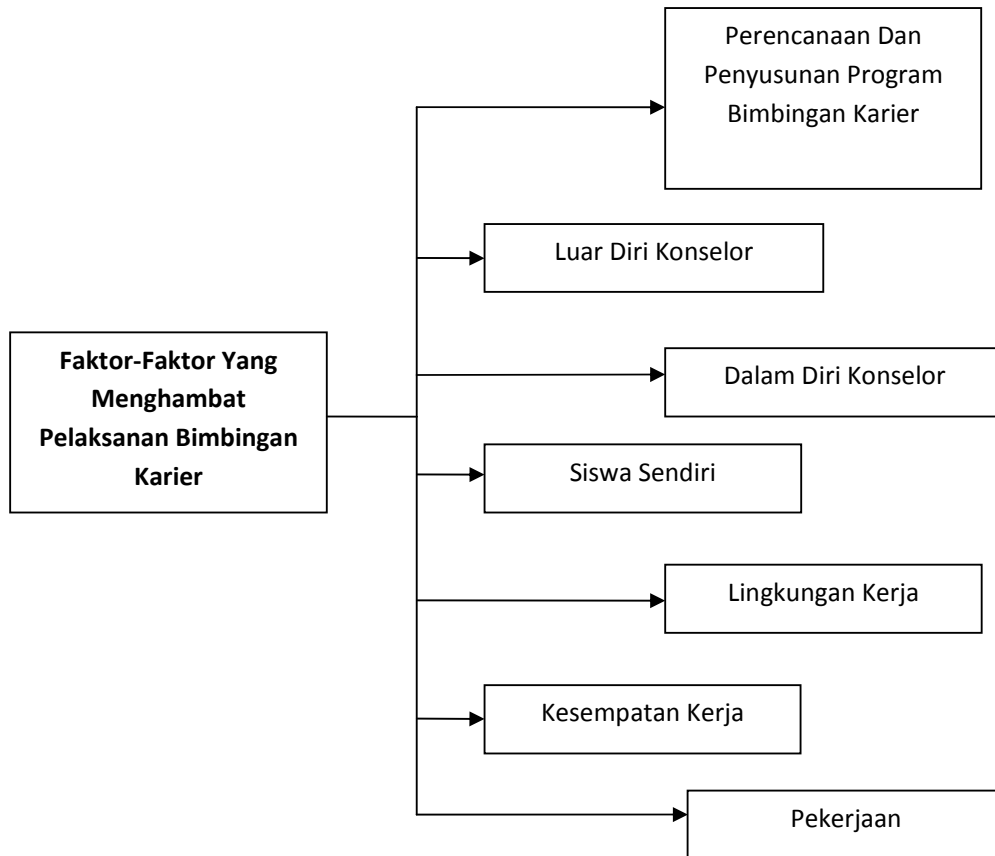 Perencanaan Dan
Penyusunan Program
Bimbingan Karier
Luar Diri Konselor
Faktor-Faktor Yang
Menghambat
Pelaksanan Bimbingan
Karier
Dalam Diri Konselor
Siswa Sendiri
Lingkungan Kerja
Kesempatan Kerja
Pekerjaan